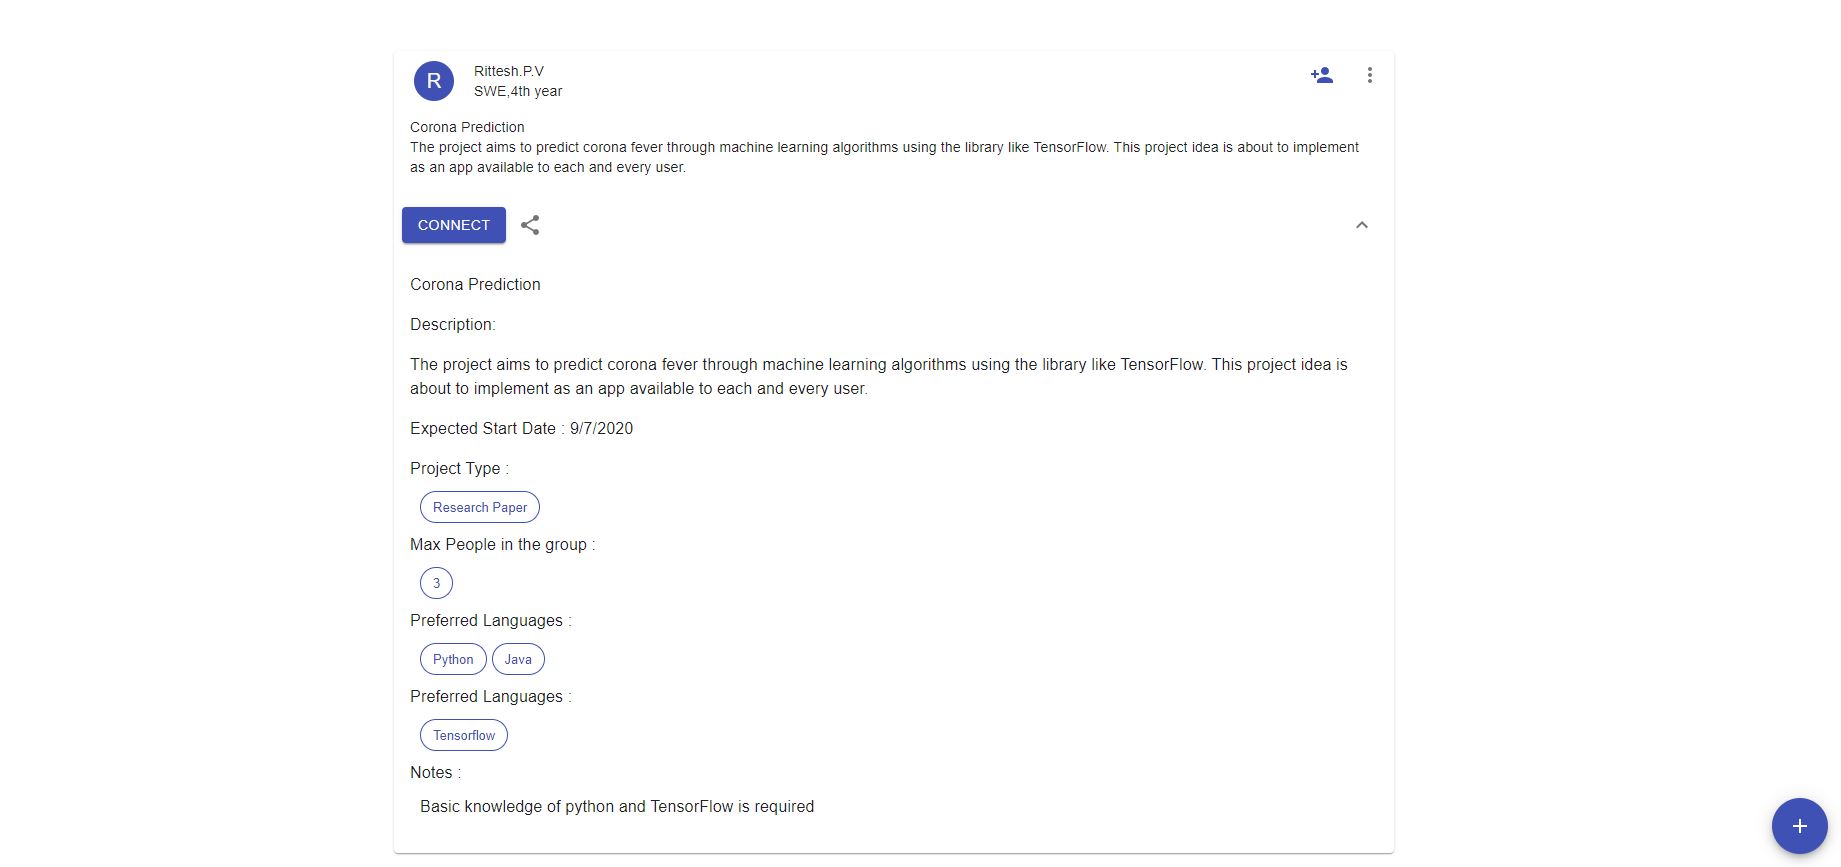 R
Rittesh.P.V
SWE,4th year
Corona Prediction
The project aims to predict corona fever through machine learning algorithms using the library like TensorFlow. This project idea is about to implement
as an app available to each and every user.
CONNECT
Corona Prediction
Description:
The project aims to predict corona fever through machine learning algorithms using the library like TensorFlow. This project idea is
about to implement as an app available to each and every user.
Expected Start Date : 9/7/2020
Project Type :
Research Paper
Max People in the group :
3
Preferred Languages :
Python Java
Preferred Languages :
Tensorflow
Notes :
Basic knowledge of python and TensorFlow is required